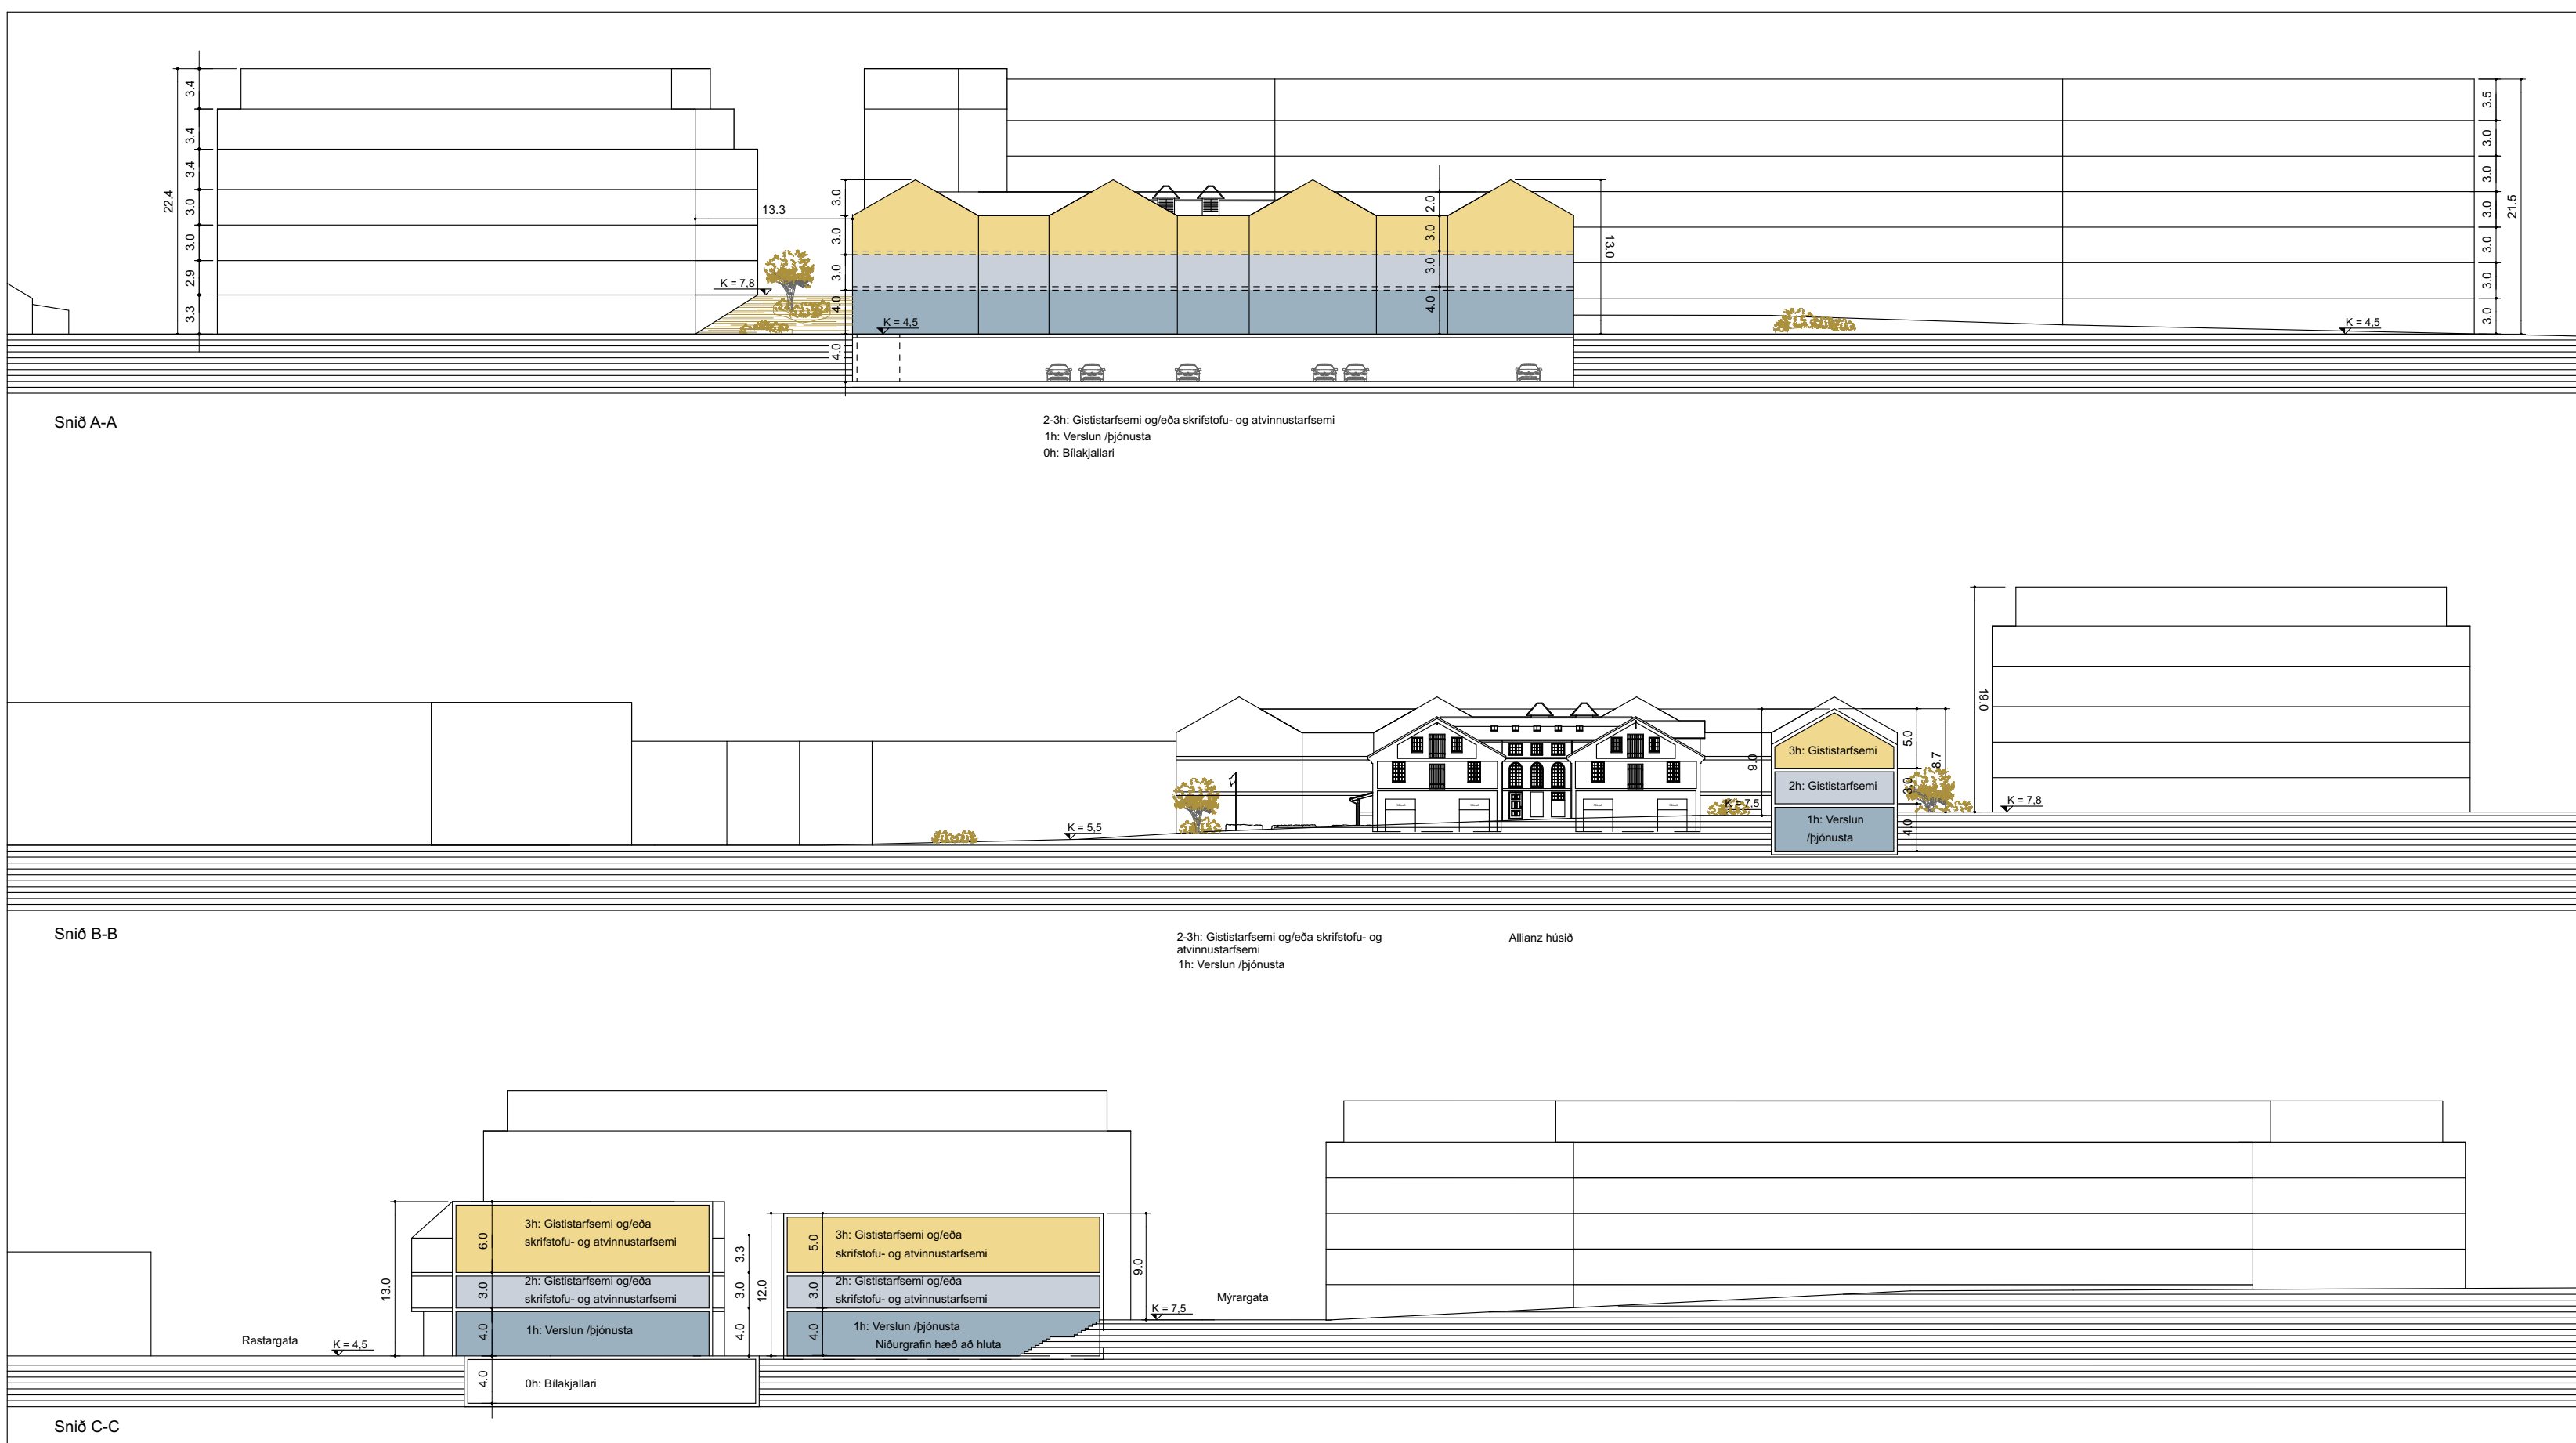 3.4
3.4
3.4
3.0
3.0
2.9
3.3
22.4
13.3
K = 7,8
3.0
3.0
3.0
4.0
4.0
K = 4,5
2.0
3.0
3.0
4.0
13.0
3.5
3.0
3.0
3.0
3.0
3.0
3.0
21.5
K = 4,5
Snið A-A
2-3h: Gististarfsemi og/eða skrifstofu- og atvinnustarfsemi
1h: Verslun /þjónusta
0h: Bílakjallari
K = 5,5
9.0
K = 7,5
3h: Gististarfsemi
2h: Gististarfsemi
1h: Verslun
/þjónusta
5.0
3.0
4.0
8.7
19.0
K = 7,8
Snið B-B
2-3h: Gististarfsemi og/eða skrifstofu- og
atvinnustarfsemi
1h: Verslun /þjónusta
Allianz húsið
Rastargata
K = 4,5
13.0
6.0
3.0
4.0
4.0
3h: Gististarfsemi og/eða
skrifstofu- og atvinnustarfsemi
2h: Gististarfsemi og/eða
skrifstofu- og atvinnustarfsemi
1h: Verslun /þjónusta
0h: Bílakjallari
3.3
3.0
4.0
12.0
5.0
3.0
4.0
3h: Gististarfsemi og/eða
skrifstofu- og atvinnustarfsemi
2h: Gististarfsemi og/eða
skrifstofu- og atvinnustarfsemi
1h: Verslun /þjónusta
Niðurgrafin hæð að hluta
9.0
K = 7,5
Mýrargata
Snið C-C